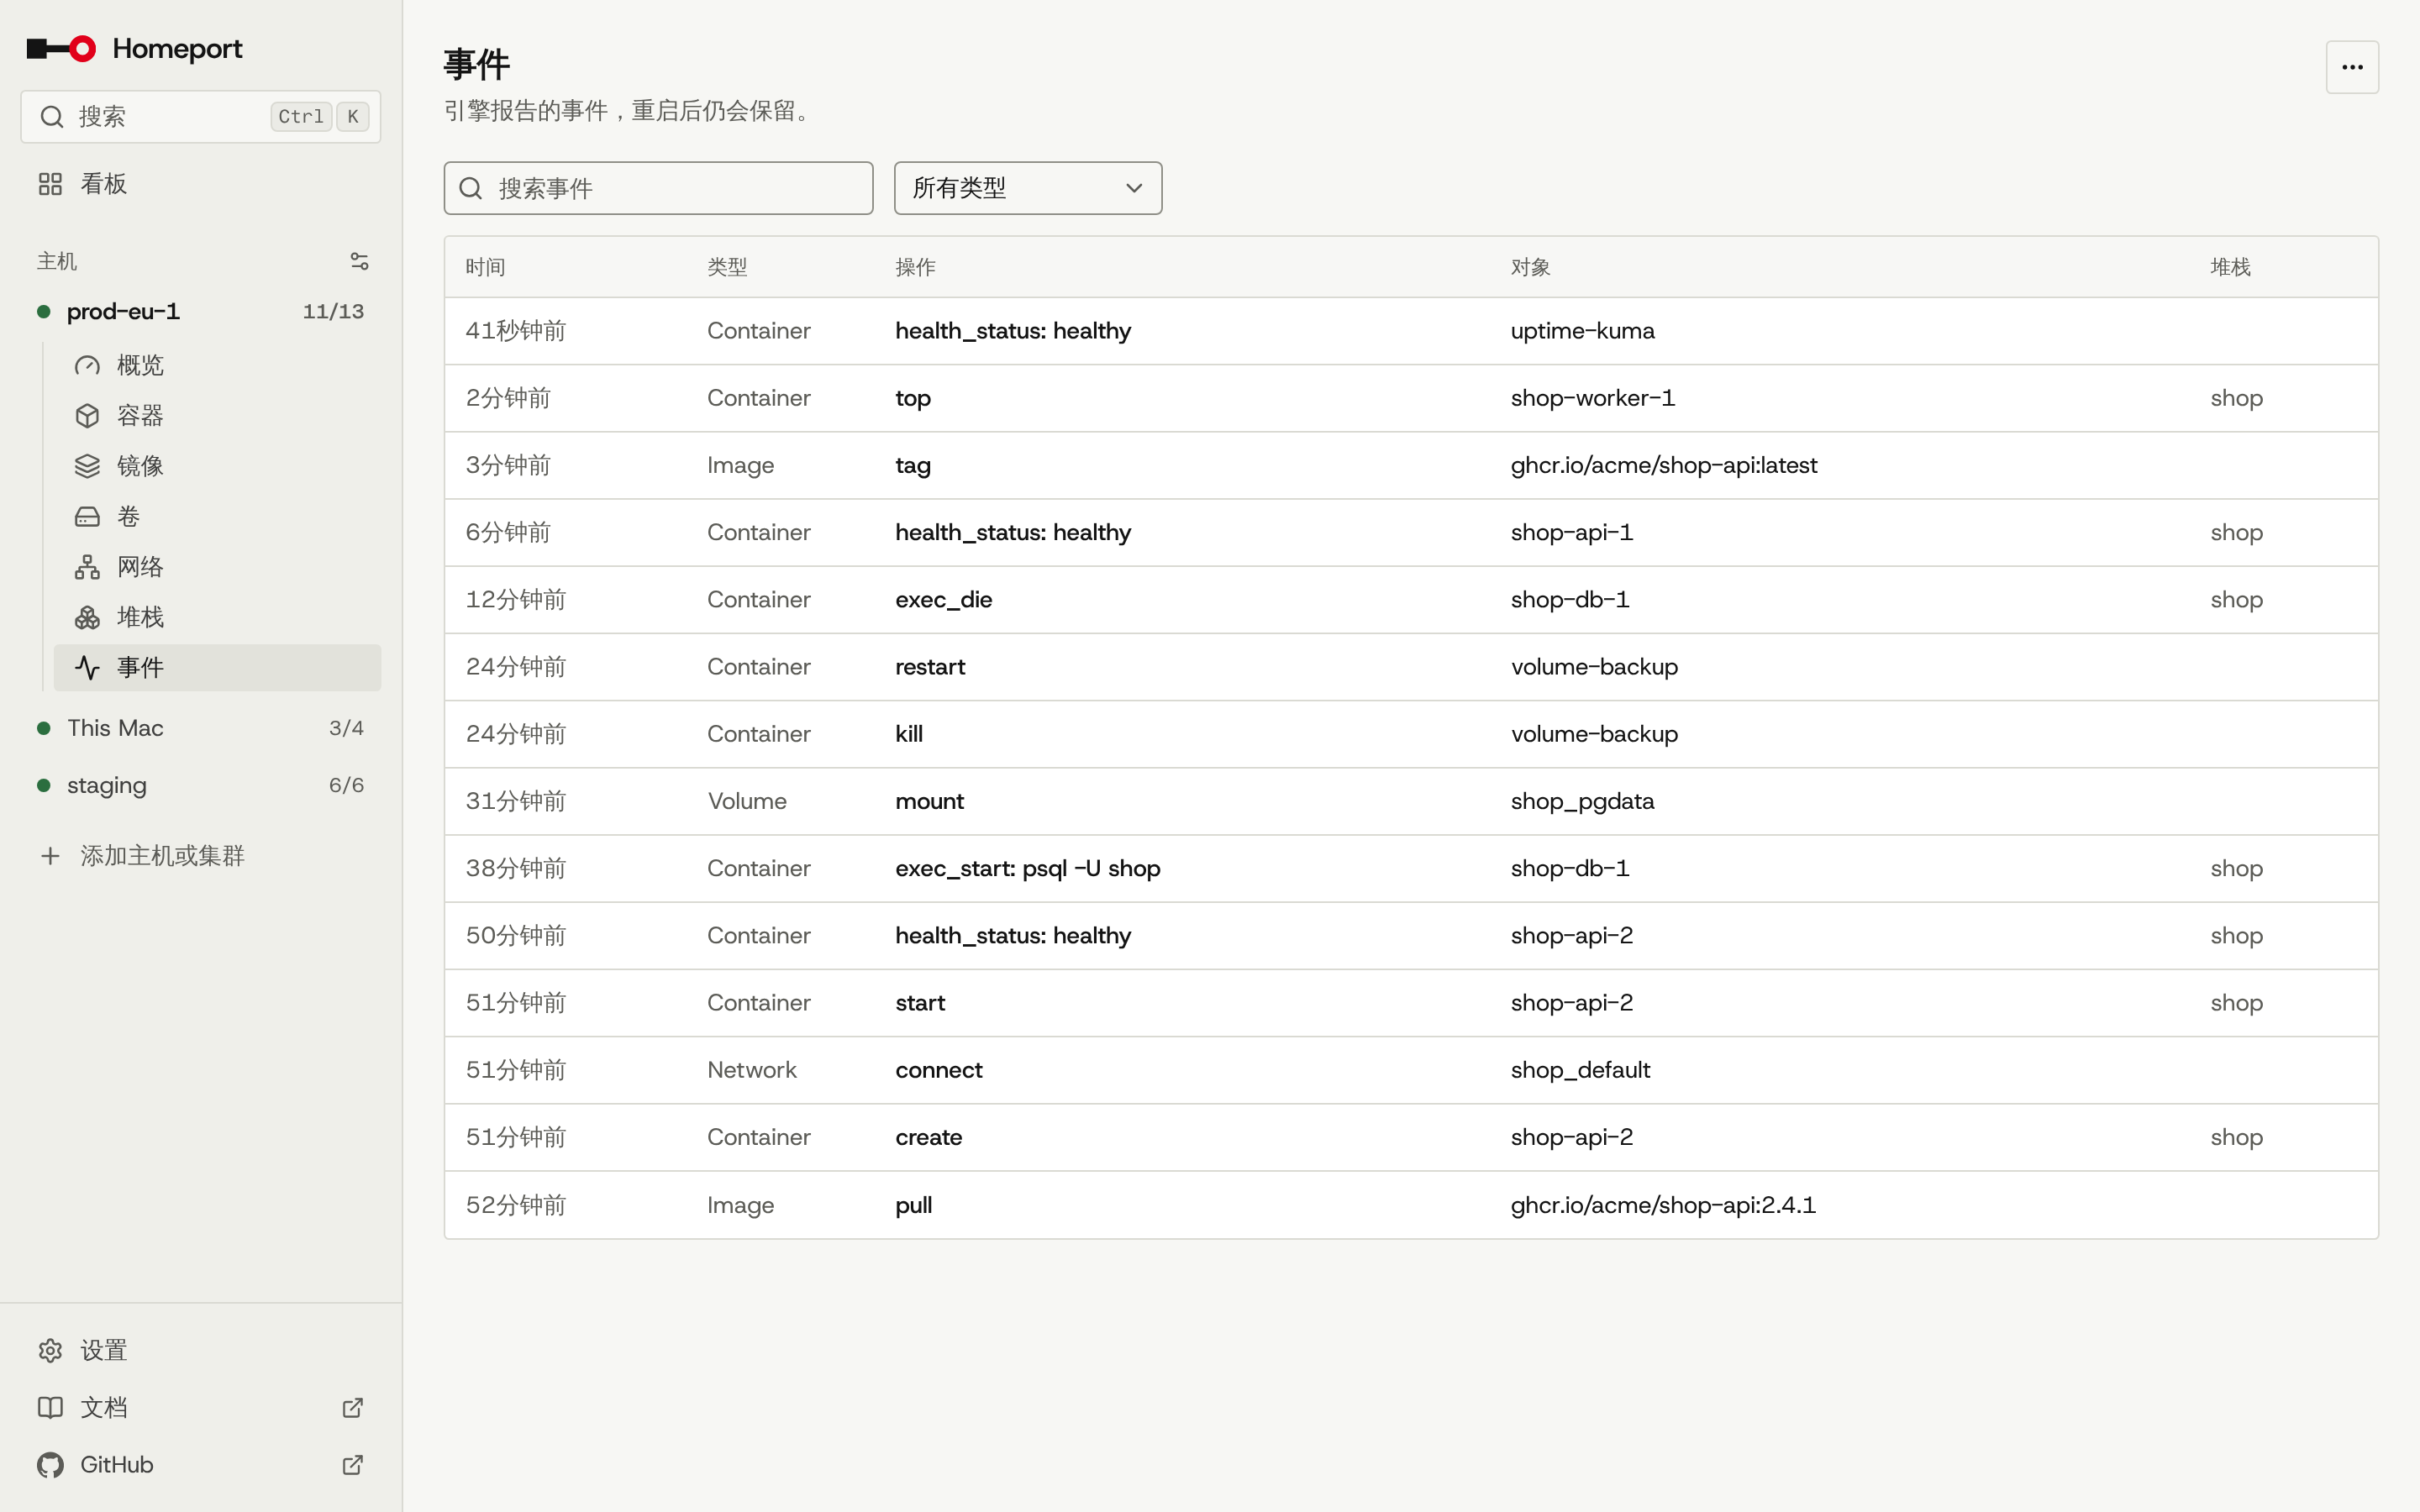 Homeport
搜索 Ctrl K
看板
主机
prod-eu-1 11/13
概览
容器
镜像
卷
网络
堆栈
事件
This Mac 3/4
staging 6/6
添加主机或集群
设置
文档
GitHub
事件
引擎报告的事件，重启后仍会保留。
搜索事件 所有类型
时间 类型 操作 对象 堆栈
41秒钟前 Container health_status: healthy uptime-kuma
2分钟前 Container top shop-worker-1 shop
3分钟前 Image tag ghcr.io/acme/shop-api:latest
6分钟前 Container health_status: healthy shop-api-1 shop
12分钟前 Container exec_die shop-db-1 shop
24分钟前 Container restart volume-backup
24分钟前 Container kill volume-backup
31分钟前 Volume mount shop_pgdata
38分钟前 Container exec_start: psql -U shop shop-db-1 shop
50分钟前 Container health_status: healthy shop-api-2 shop
51分钟前 Container start shop-api-2 shop
51分钟前 Network connect shop_default
51分钟前 Container create shop-api-2 shop
52分钟前 Image pull ghcr.io/acme/shop-api:2.4.1